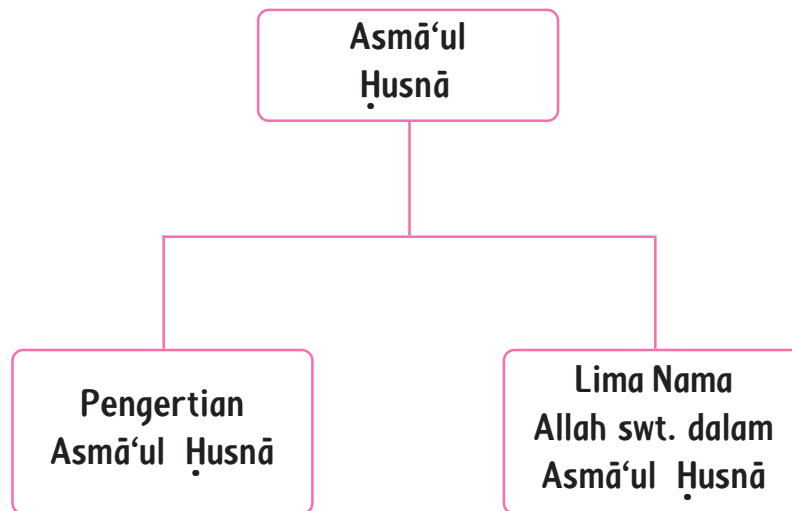 Asmā‘ul
Ḥusnā
Pengertian
Asmā‘ul Ḥusnā
Lima Nama
Allah swt. dalam
Asmā‘ul Ḥusnā